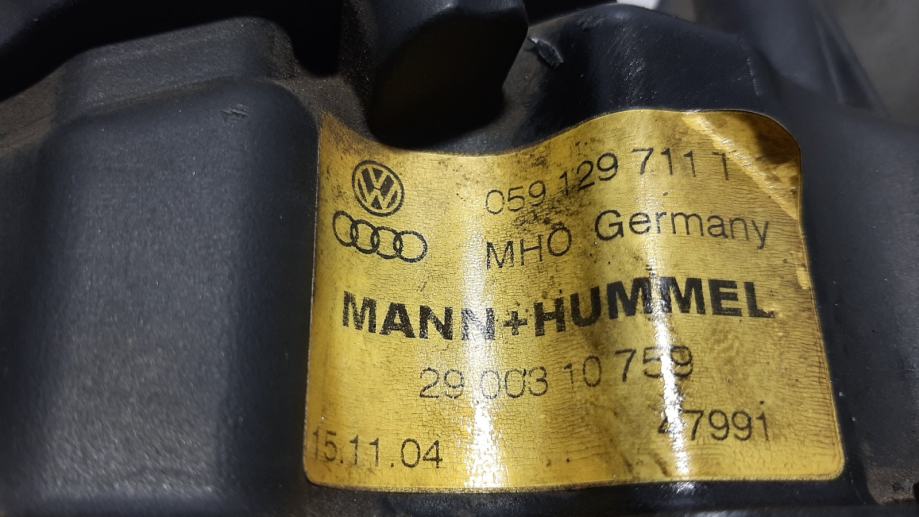 059 129 711 T
MHO Germany
MANN+HUMMEL
29 003 10 759
47991
15.11.04